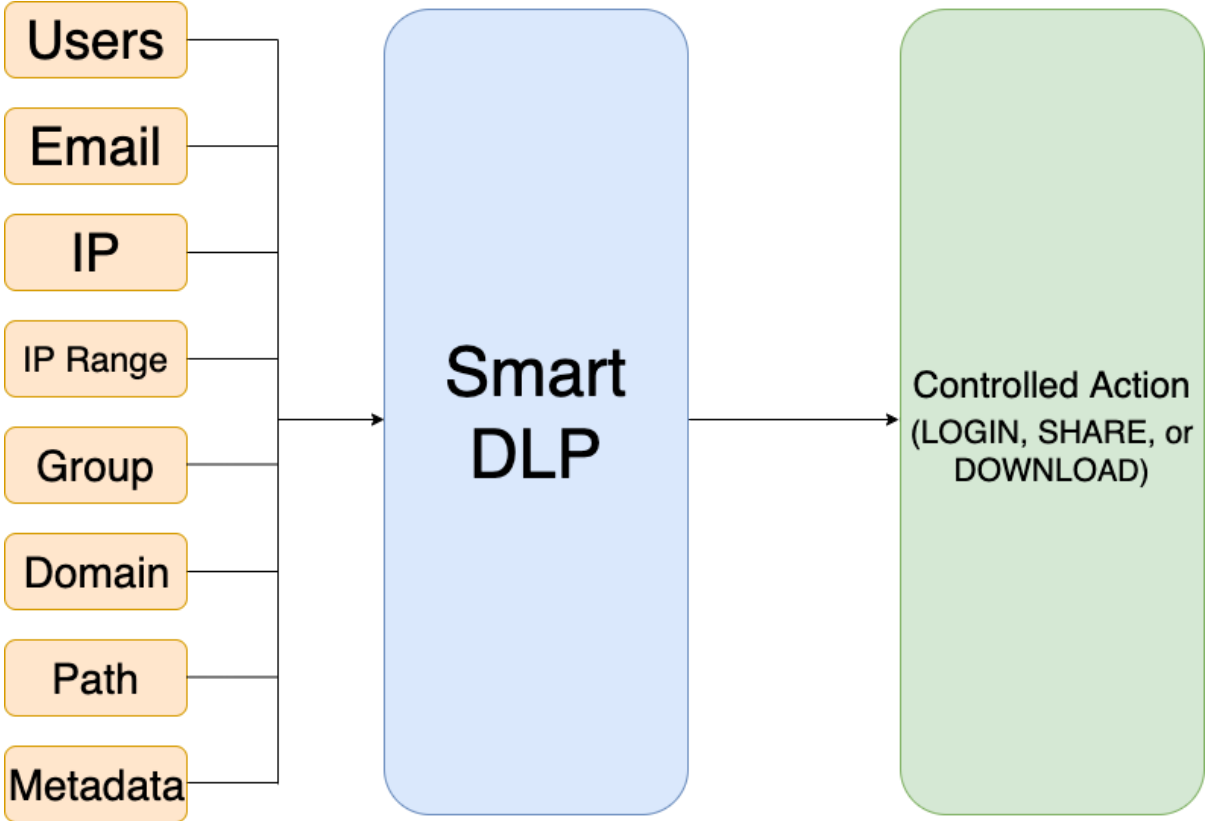 Users
Email
IP
IP Range
Group
Domain
Path
Metadata
Smart
DLP
Controlled Action
(LOGIN, SHARE, or
DOWNLOAD)